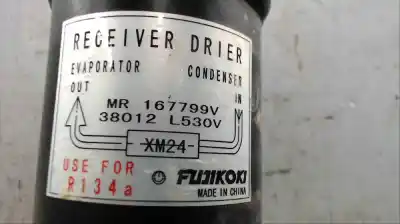 RECEIVER DRIER
EVAPORATOR CONDENSER
OUT IN
MR 167799V
38012 L530V
XM24
USE FOR
R134a
FUJIKOKI
MADE IN CHINA